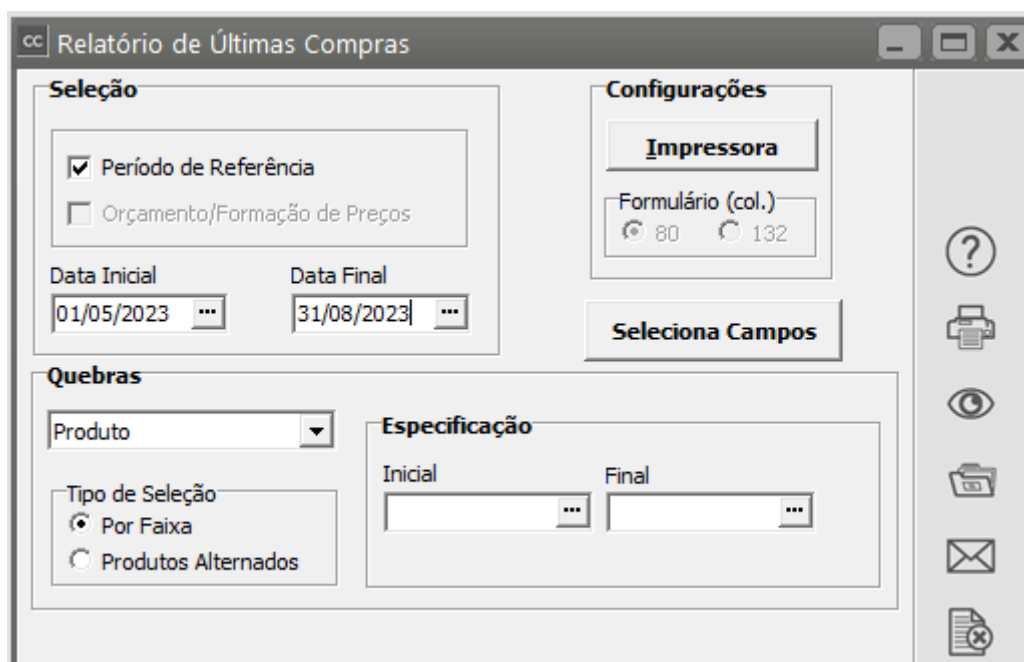 CC Relatório de Últimas Compras
Seleção
Período de Referência
Orçamento/Formação de Preços
Data Inicial Data Final
01/05/2023 ... 31/08/2023 ...
Configurações
Impressora
Formulário (col.)
80 132
Seleciona Campos
Quebras
Produto
Tipo de Seleção
Por Faixa
Produtos Alternados
Especificação
Inicial Final
... ...
?